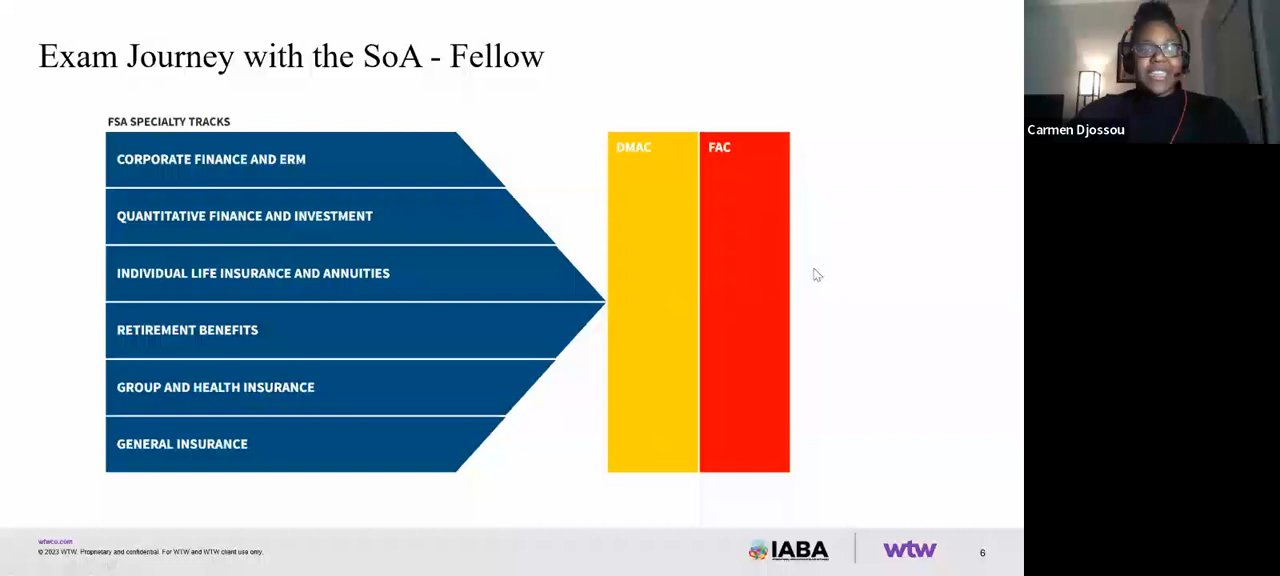 Exam Journey with the SoA - Fellow
FSA SPECIALTY TRACKS
CORPORATE FINANCE AND ERM
QUANTITATIVE FINANCE AND INVESTMENT
INDIVIDUAL LIFE INSURANCE AND ANNUITIES
RETIREMENT BENEFITS
GROUP AND HEALTH INSURANCE
GENERAL INSURANCE
DMAC
FAC
Carmen Djossou
wtwco.com
© 2023 WTW. Proprietary and confidential. For WTW and WTW client use only.
IABA
wtw
6